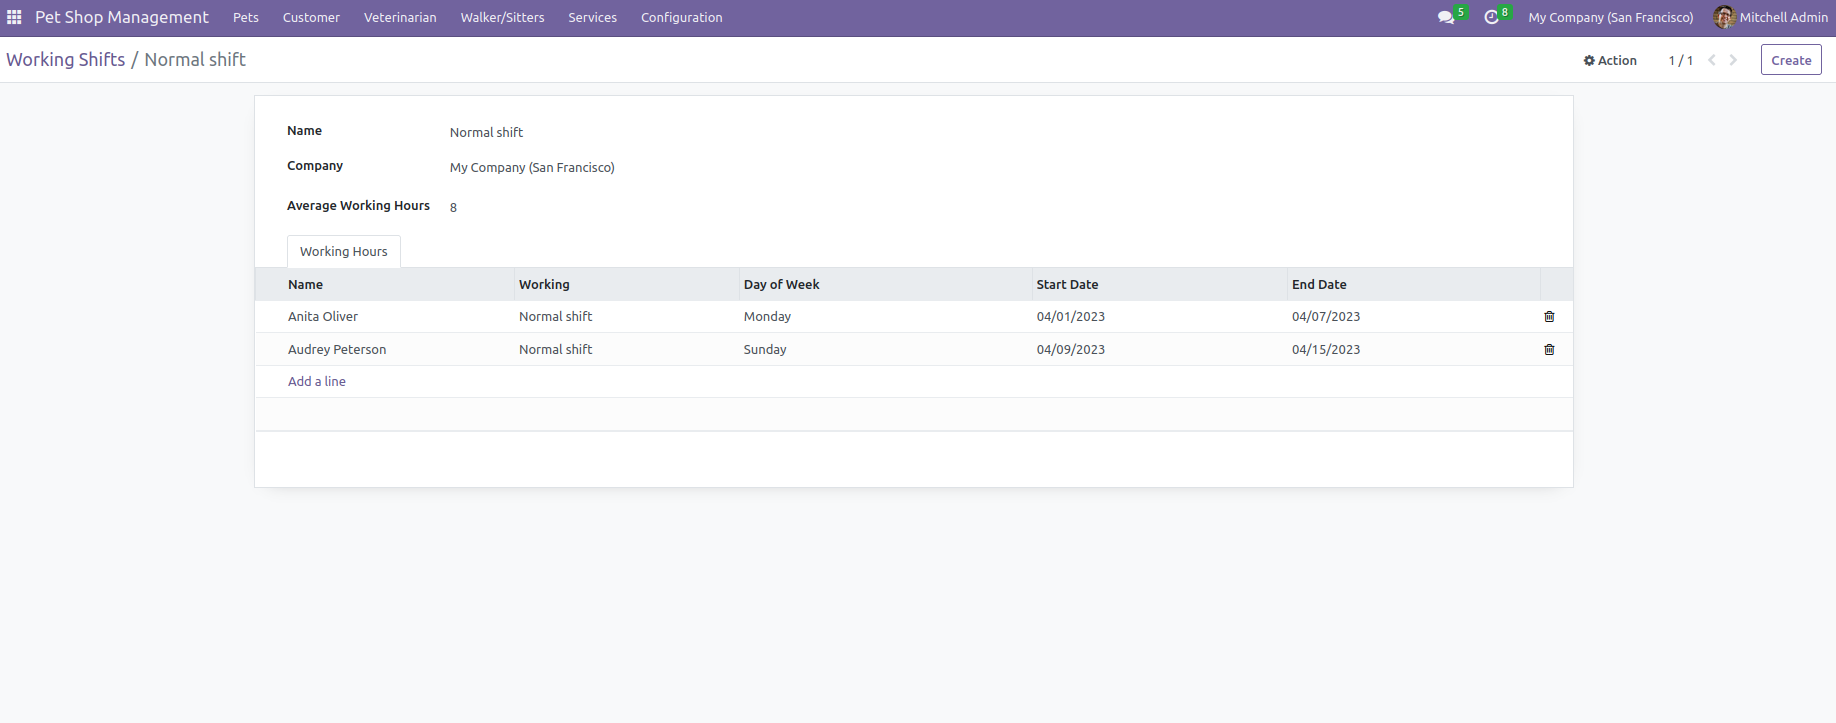 Pet Shop Management Pets Customer Veterinarian Walker/Sitters Services Configuration 5 8 My Company (San Francisco) Mitchell Admin
Working Shifts / Normal shift Action 1 / 1 Create
Name Normal shift
Company My Company (San Francisco)
Average Working Hours 8
Working Hours
Name Working Day of Week Start Date End Date
Anita Oliver Normal shift Monday 04/01/2023 04/07/2023
Audrey Peterson Normal shift Sunday 04/09/2023 04/15/2023
Add a line